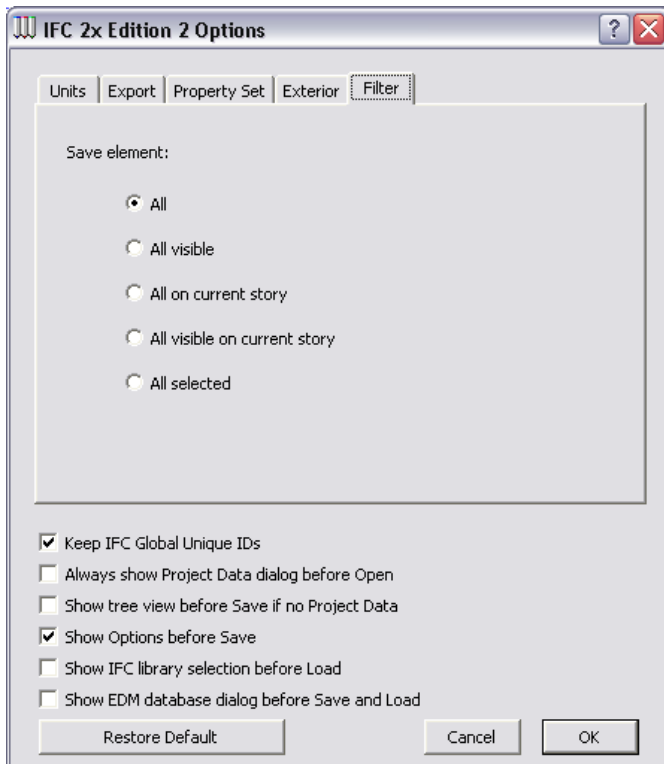 IFC 2x Edition 2 Options
Units Export Property Set Exterior Filter
Save element:
All
All visible
All on current story
All visible on current story
All selected
Keep IFC Global Unique IDs
Always show Project Data dialog before Open
Show tree view before Save if no Project Data
Show Options before Save
Show IFC library selection before Load
Show EDM database dialog before Save and Load
Restore Default Cancel OK